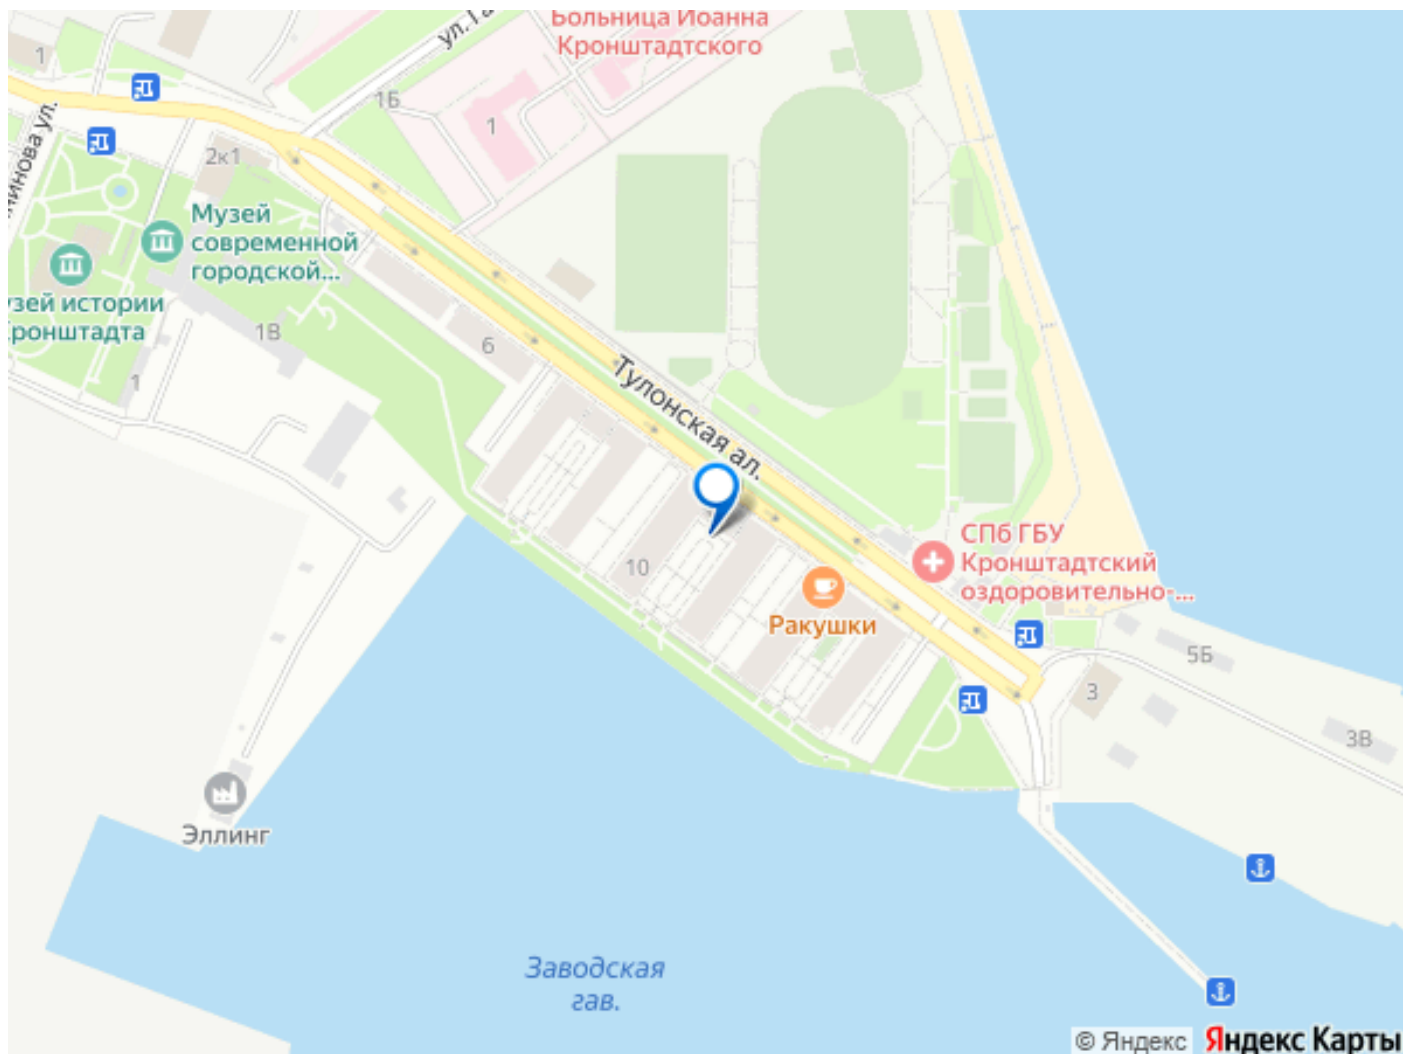 Больница Иоанна
Кронштадтского
ул.
1
1Б
1
2к1
Музей
современной
городской...
узей истории
ронштадта
1В
6
1
Тулонская ал.
10
СПб ГБУ
Кронштадтский
оздоровительно-...
Ракушки
5Б
3
3В
Эллинг
Заводская
гав.
© Яндекс
Яндекс Карты